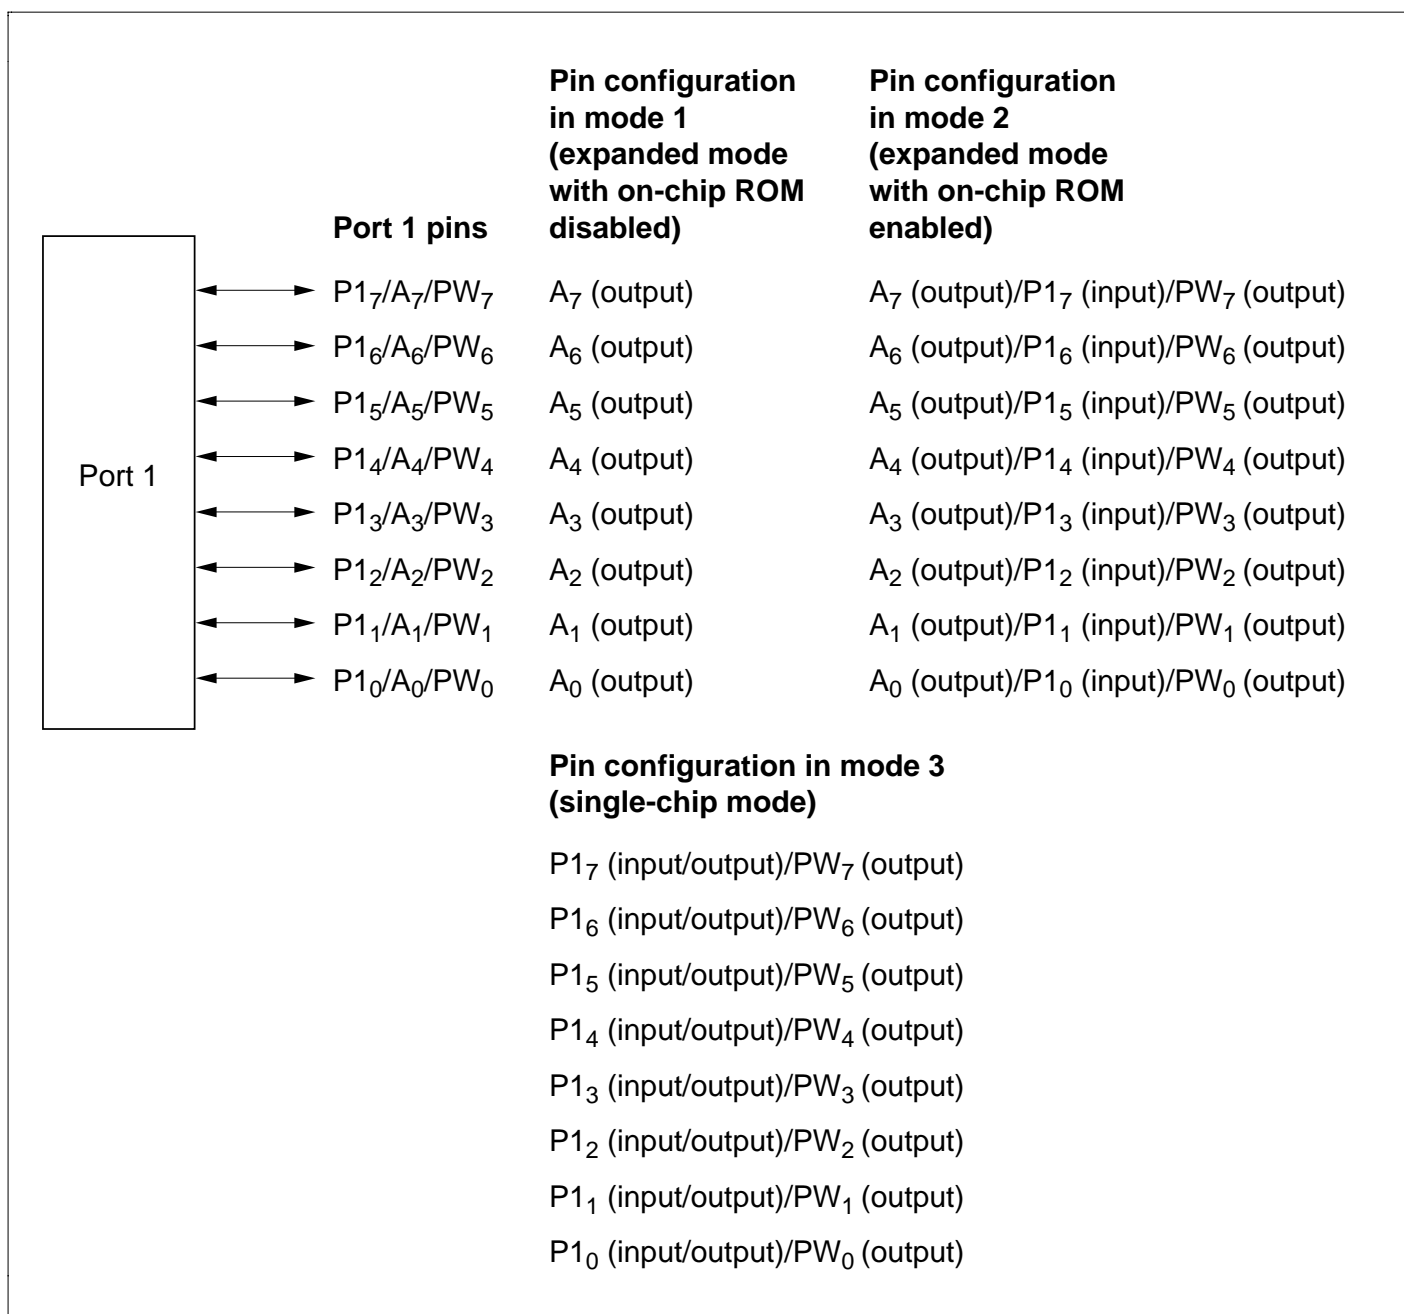 Pin configuration
in mode 1
(expanded mode
with on-chip ROM
disabled)
Pin configuration
in mode 2
(expanded mode
with on-chip ROM
enabled)
Port 1 pins
Port 1
P1₇/A₇/PW₇ A₇ (output) A₇ (output)/P1₇ (input)/PW₇ (output)
P1₆/A₆/PW₆ A₆ (output) A₆ (output)/P1₆ (input)/PW₆ (output)
P1₅/A₅/PW₅ A₅ (output) A₅ (output)/P1₅ (input)/PW₅ (output)
P1₄/A₄/PW₄ A₄ (output) A₄ (output)/P1₄ (input)/PW₄ (output)
P1₃/A₃/PW₃ A₃ (output) A₃ (output)/P1₃ (input)/PW₃ (output)
P1₂/A₂/PW₂ A₂ (output) A₂ (output)/P1₂ (input)/PW₂ (output)
P1₁/A₁/PW₁ A₁ (output) A₁ (output)/P1₁ (input)/PW₁ (output)
P1₀/A₀/PW₀ A₀ (output) A₀ (output)/P1₀ (input)/PW₀ (output)
Pin configuration in mode 3
(single-chip mode)
P1₇ (input/output)/PW₇ (output)
P1₆ (input/output)/PW₆ (output)
P1₅ (input/output)/PW₅ (output)
P1₄ (input/output)/PW₄ (output)
P1₃ (input/output)/PW₃ (output)
P1₂ (input/output)/PW₂ (output)
P1₁ (input/output)/PW₁ (output)
P1₀ (input/output)/PW₀ (output)